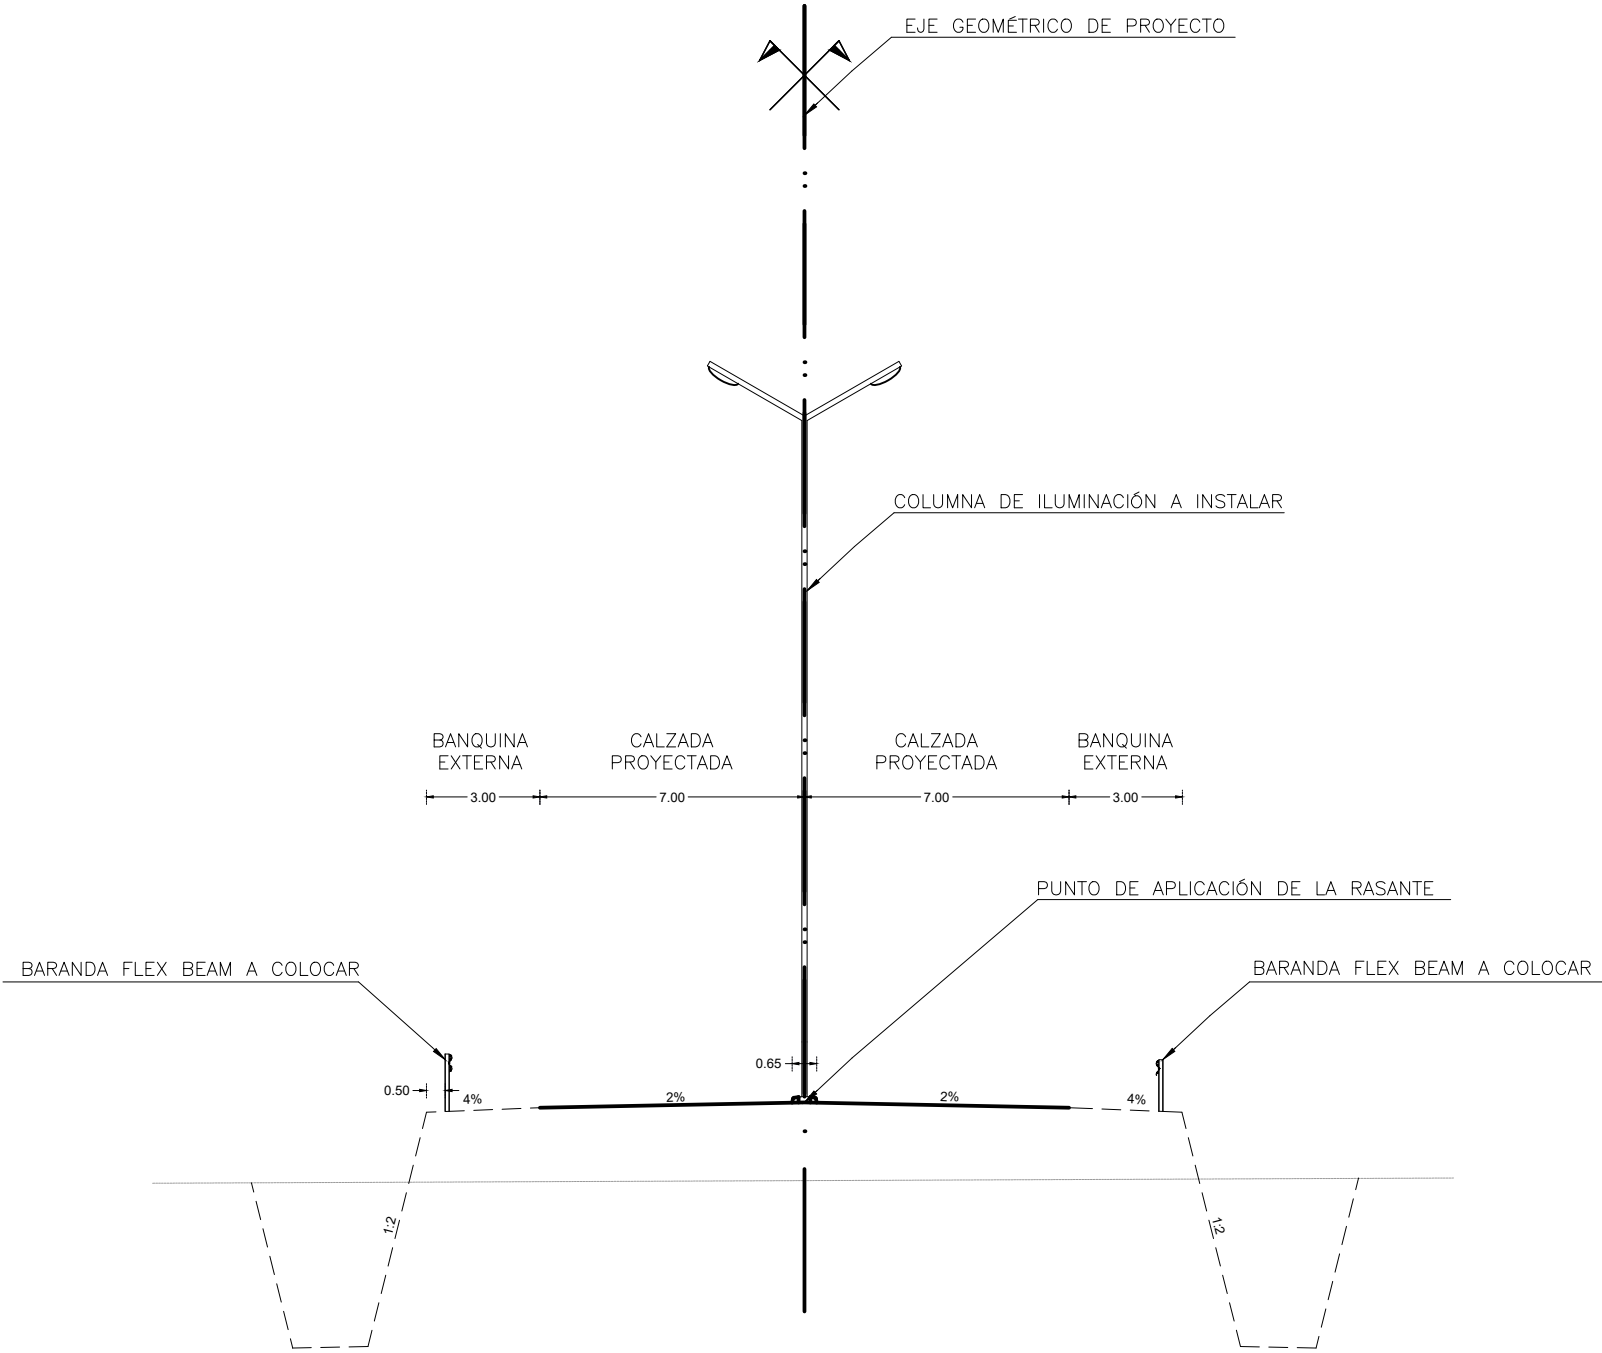 EJE GEOMÉTRICO DE PROYECTO
COLUMNA DE ILUMINACIÓN A INSTALAR
BANQUINA
EXTERNA
CALZADA
PROYECTADA
CALZADA
PROYECTADA
BANQUINA
EXTERNA
3.00
7.00
7.00
3.00
PUNTO DE APLICACIÓN DE LA RASANTE
BARANDA FLEX BEAM A COLOCAR
BARANDA FLEX BEAM A COLOCAR
0.65
0.50
4%
2%
2%
4%
1:2
1:2